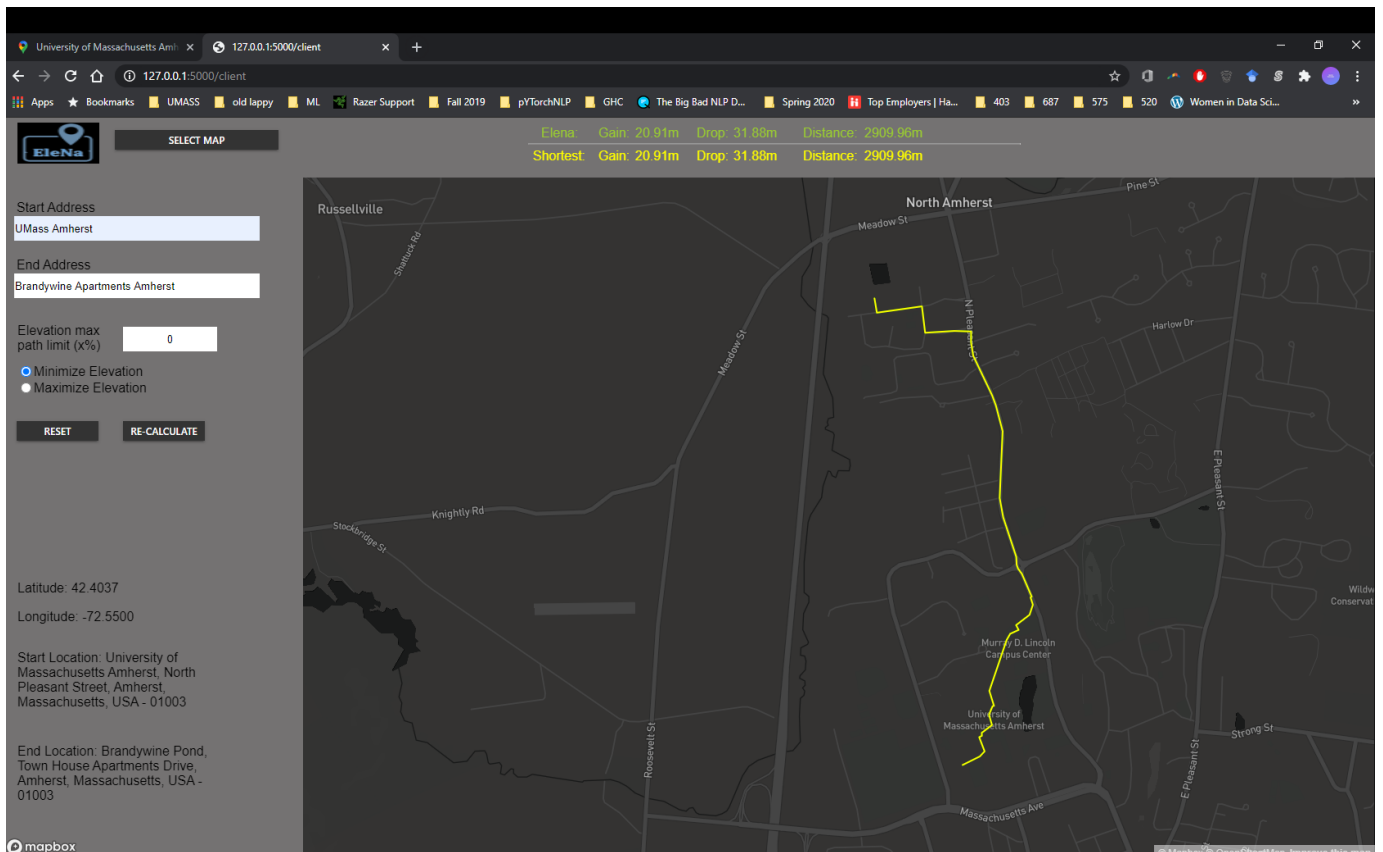 University of Massachusetts Amh
127.0.0.1:5000/client
127.0.0.1:5000/client
Apps Bookmarks UMASS old lappy ML Razer Support Fall 2019 pYTorchNLP GHC The Big Bad NLP D... Spring 2020 Top Employers | Ha... 403 687 575 520 Women in Data Sci... »
EleNa
SELECT MAP
Elena: Gain: 20.91m Drop: 31.88m Distance: 2909.96m
Shortest: Gain: 20.91m Drop: 31.88m Distance: 2909.96m
Start Address
UMass Amherst
End Address
Brandywine Apartments Amherst
Elevation max
path limit (x%)
0
Minimize Elevation
Maximize Elevation
RESET
RE-CALCULATE
Latitude: 42.4037
Longitude: -72.5500
Start Location: University of
Massachusetts Amherst, North
Pleasant Street, Amherst,
Massachusetts, USA - 01003
End Location: Brandywine Pond,
Town House Apartments Drive,
Amherst, Massachusetts, USA -
01003
mapbox
Russellville
North Amherst
Pine St
Meadow St
Shattuck Rd
N Pleasant St
Harlow Dr
Meadow St
E Pleasant St
Knightly Rd
Stockbridge St
Wildw
Conservat
Murray D. Lincoln
Campus Center
University of
Massachusetts Amherst
Roosevelt St
Strong St
E Pleasant St
Massachusetts Ave
© Mapbox © OpenStreetMap Improve this map